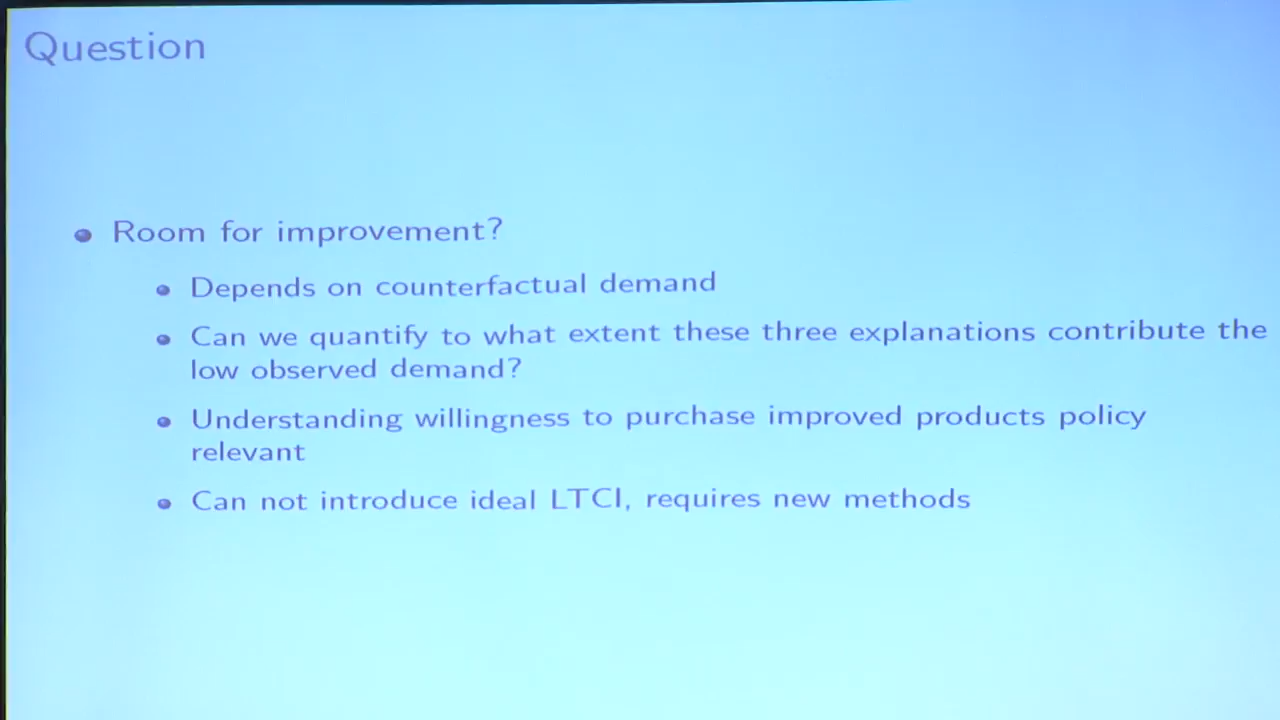 Question
Room for improvement?
Depends on counterfactual demand
Can we quantify to what extent these three explanations contribute the
low observed demand?
Understanding willingness to purchase improved products policy
relevant
Can not introduce ideal LTCI, requires new methods